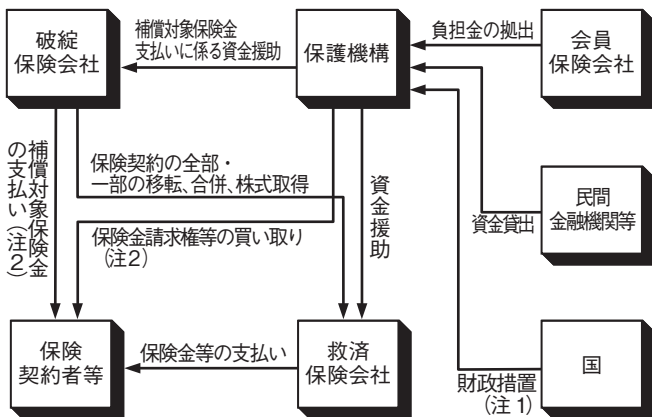 破綻
保険会社
補償対象保険金
支払いに係る資金援助
保護機構
負担金の拠出
会員
保険会社
補償対象保険金
の支払い(注2)
保険契約の全部・
一部の移転、合併、株式取得
資金援助
保険金請求権等の買い取り
(注2)
資金貸出
民間
金融機関等
保険
契約者等
保険金等の支払い
救済
保険会社
財政措置
(注1)
国